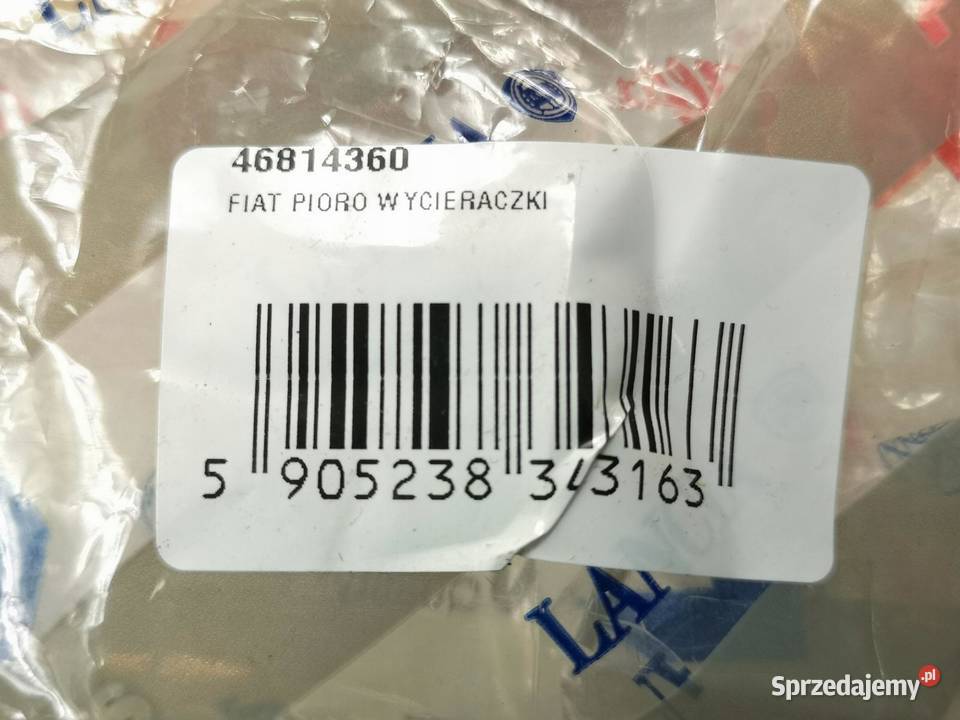 46814360
FIAT PIORO WYCIERACZKI
5 905238 343163
Sprzedajemy.pl